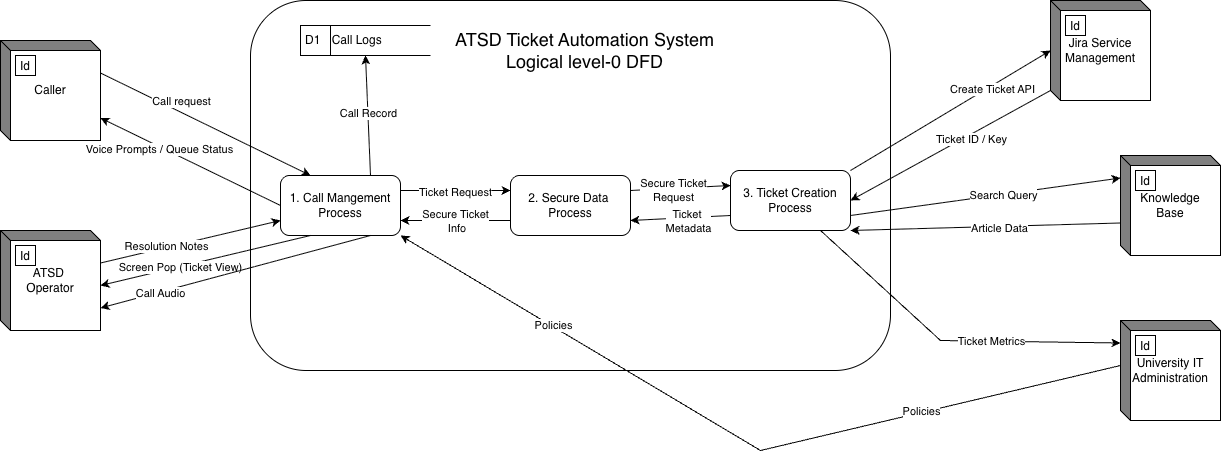 ATSD Ticket Automation System
Logical level-0 DFD
D1
Call Logs
Id
Caller
Id
Jira Service
Management
Call request
Create Ticket API
Call Record
Voice Prompts / Queue Status
Ticket ID / Key
1. Call Mangement
Process
Ticket Request
2. Secure Data
Process
Secure Ticket
Request
3. Ticket Creation
Process
Id
Knowledge
Base
Search Query
Secure Ticket
Info
Ticket
Metadata
Article Data
Id
ATSD
Operator
Resolution Notes
Screen Pop (Ticket View)
Call Audio
Policies
Ticket Metrics
Id
University IT
Administration
Policies